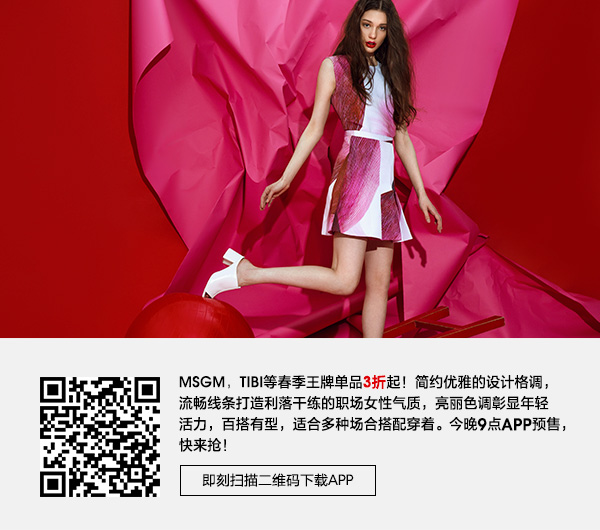 MSGM，TIBI等春季王牌单品3折起！简约优雅的设计格调，
流畅线条打造利落干练的职场女性气质，亮丽色调彰显年轻
活力，百搭有型，适合多种场合搭配穿着。今晚9点APP预售，
快来抢！
即刻扫描二维码下载APP